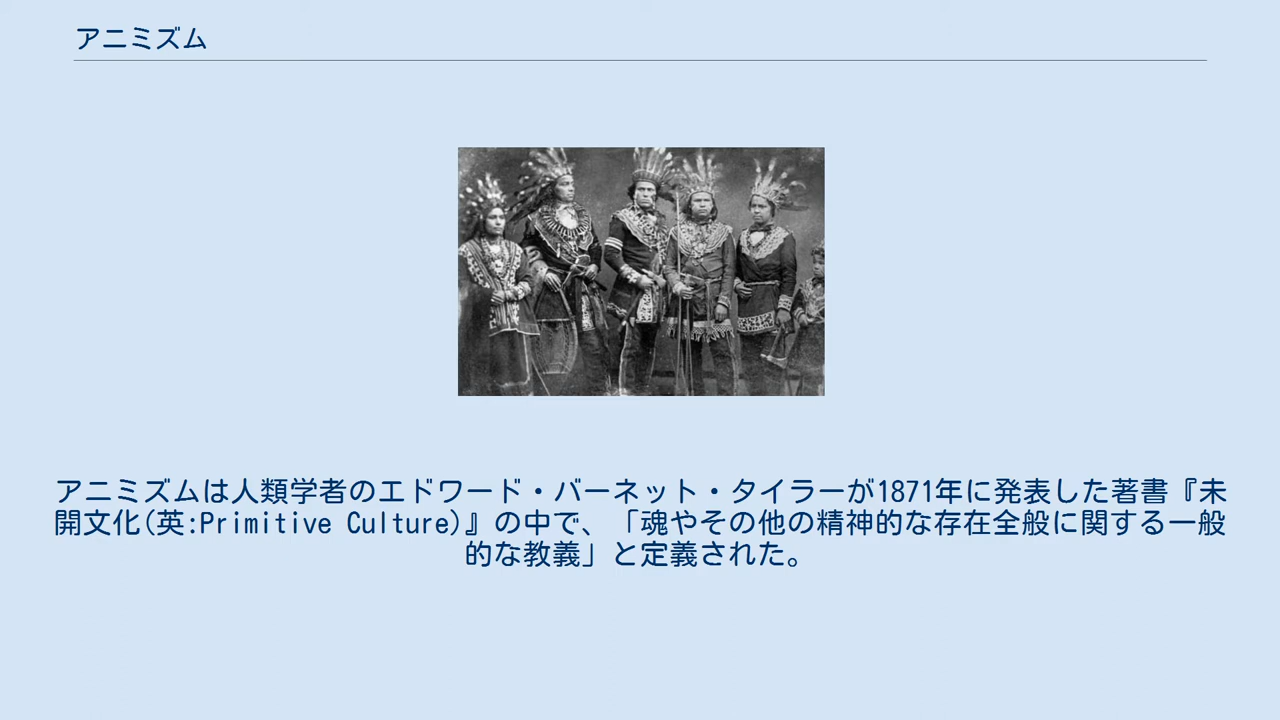 アニミズム
アニミズムは人類学者のエドワード・バーネット・タイラーが1871年に発表した著書『未
開文化(英:Primitive Culture)』の中で、「魂やその他の精神的な存在全般に関する一般
的な教義」と定義された。